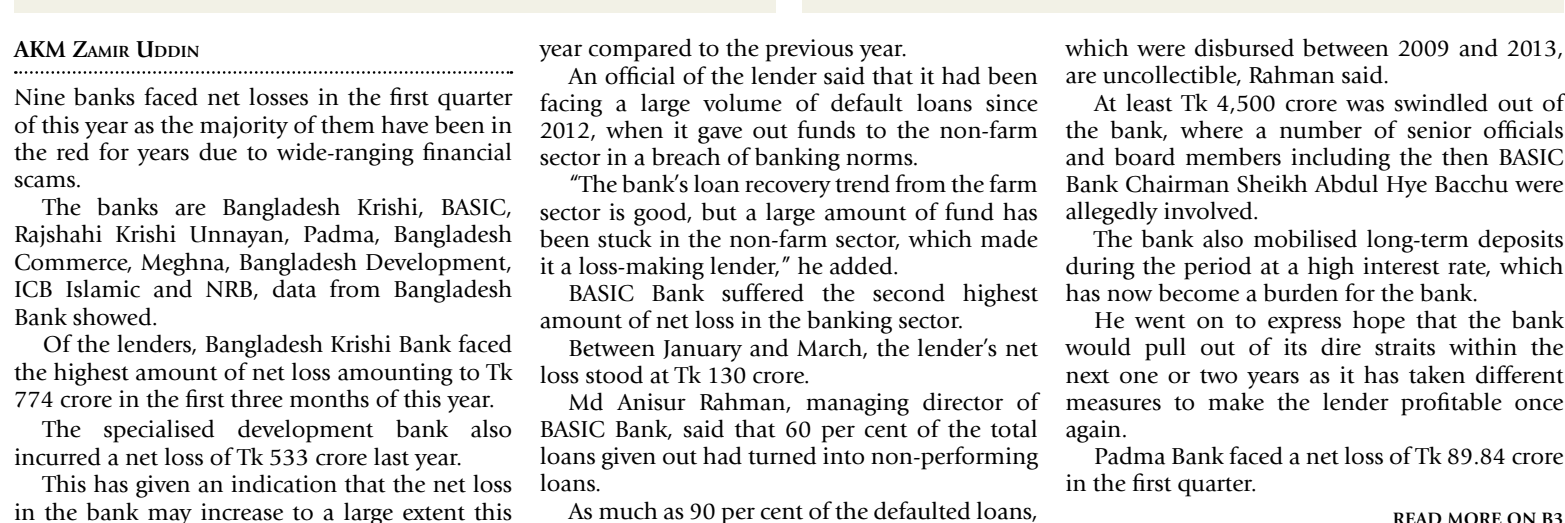 AKM Zamir Uddin
Nine banks faced net losses in the first quarter
of this year as the majority of them have been in
the red for years due to wide-ranging financial
scams.
The banks are Bangladesh Krishi, BASIC,
Rajshahi Krishi Unnayan, Padma, Bangladesh
Commerce, Meghna, Bangladesh Development,
ICB Islamic and NRB, data from Bangladesh
Bank showed.
Of the lenders, Bangladesh Krishi Bank faced
the highest amount of net loss amounting to Tk
774 crore in the first three months of this year.
The specialised development bank also
incurred a net loss of Tk 533 crore last year.
This has given an indication that the net loss
in the bank may increase to a large extent this
year compared to the previous year.
An official of the lender said that it had been
facing a large volume of default loans since
2012, when it gave out funds to the non-farm
sector in a breach of banking norms.
"The bank's loan recovery trend from the farm
sector is good, but a large amount of fund has
been stuck in the non-farm sector, which made
it a loss-making lender," he added.
BASIC Bank suffered the second highest
amount of net loss in the banking sector.
Between January and March, the lender's net
loss stood at Tk 130 crore.
Md Anisur Rahman, managing director of
BASIC Bank, said that 60 per cent of the total
loans given out had turned into non-performing
loans.
As much as 90 per cent of the defaulted loans,
which were disbursed between 2009 and 2013,
are uncollectible, Rahman said.
At least Tk 4,500 crore was swindled out of
the bank, where a number of senior officials
and board members including the then BASIC
Bank Chairman Sheikh Abdul Hye Bacchu were
allegedly involved.
The bank also mobilised long-term deposits
during the period at a high interest rate, which
has now become a burden for the bank.
He went on to express hope that the bank
would pull out of its dire straits within the
next one or two years as it has taken different
measures to make the lender profitable once
again.
Padma Bank faced a net loss of Tk 89.84 crore
in the first quarter.
READ MORE ON B3